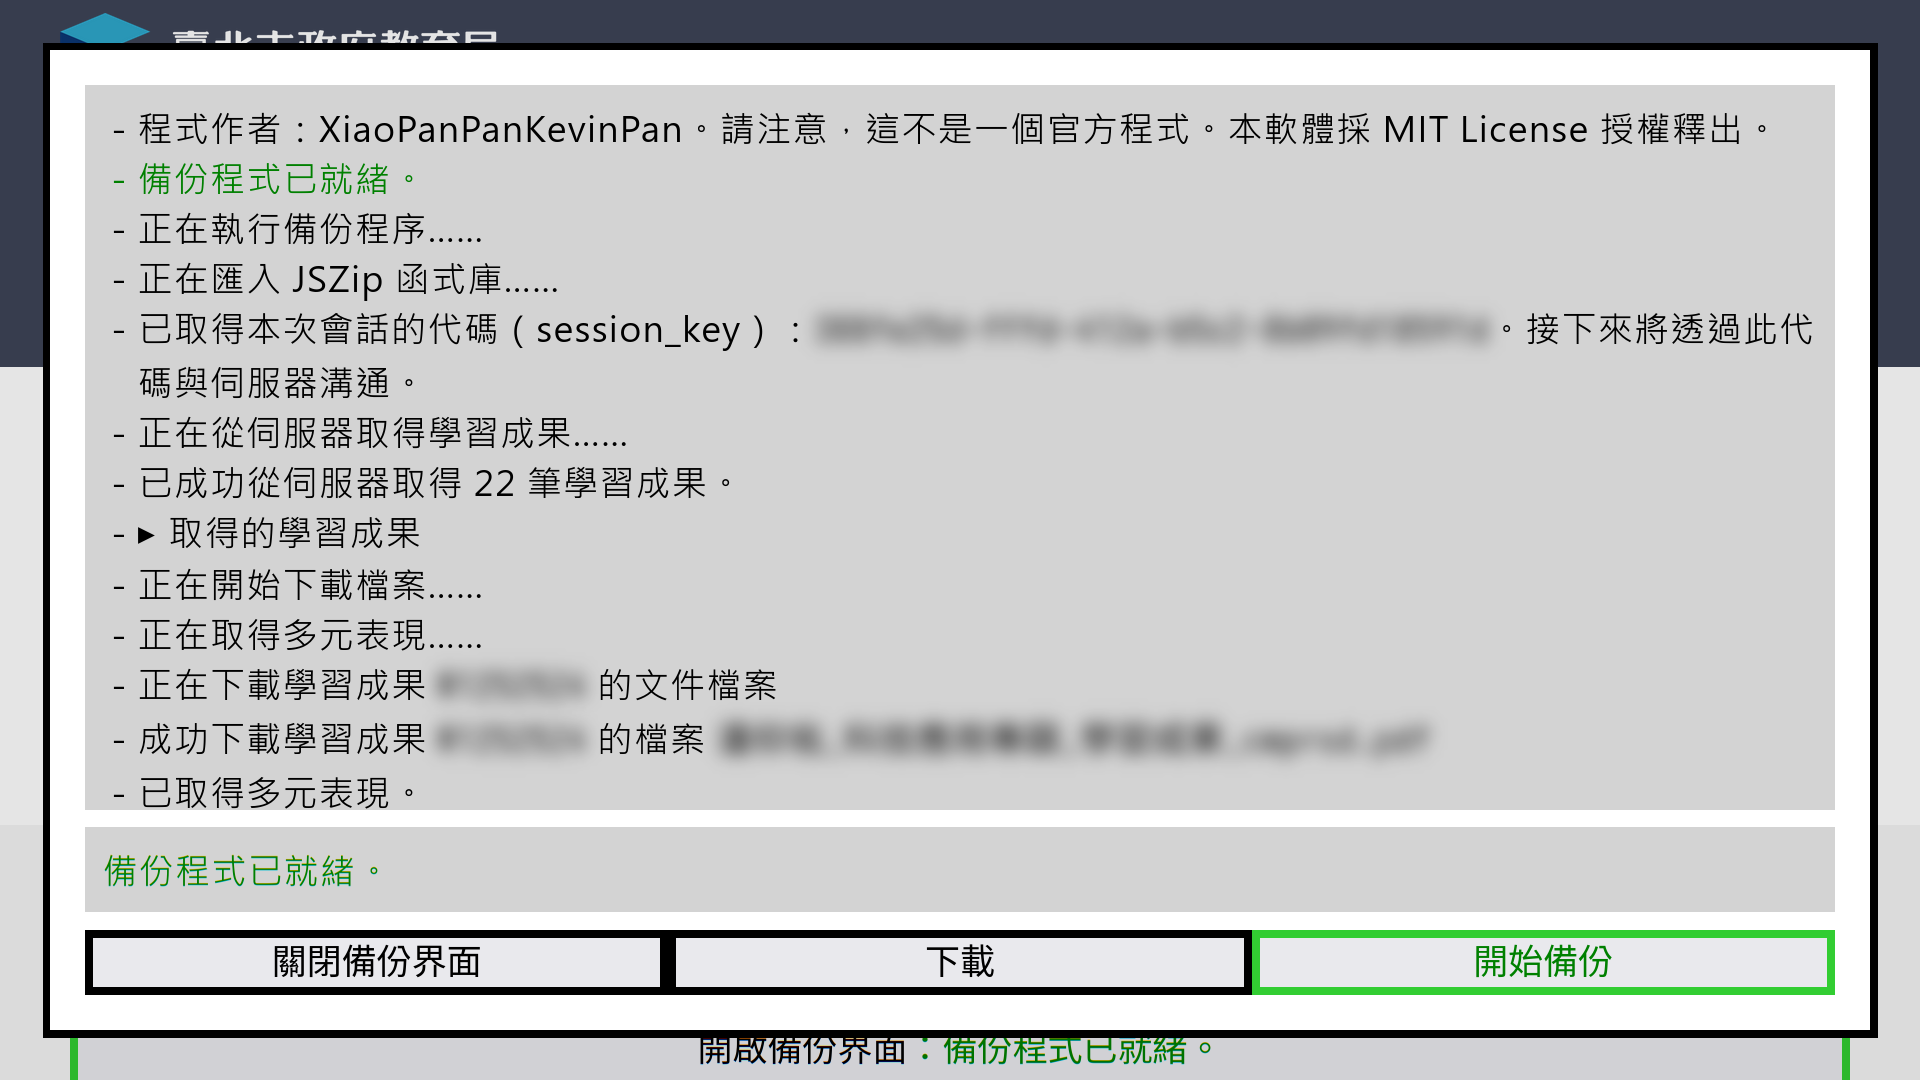 臺北市政府教育局
- 程式作者：XiaoPanPanKevinPan。請注意，這不是一個官方程式。本軟體採 MIT License 授權釋出。
- 備份程式已就緒。
- 正在執行備份程序……
- 正在匯入 JSZip 函式庫……
- 已取得本次會話的代碼（session_key）：。接下來將透過此代
碼與伺服器溝通。
- 正在從伺服器取得學習成果……
- 已成功從伺服器取得 22 筆學習成果。
- ▸ 取得的學習成果
- 正在開始下載檔案……
- 正在取得多元表現……
- 正在下載學習成果 的文件檔案
- 成功下載學習成果 的檔案
- 已取得多元表現。
備份程式已就緒。
關閉備份界面
下載
開始備份
開啟備份界面：備份程式已就緒。